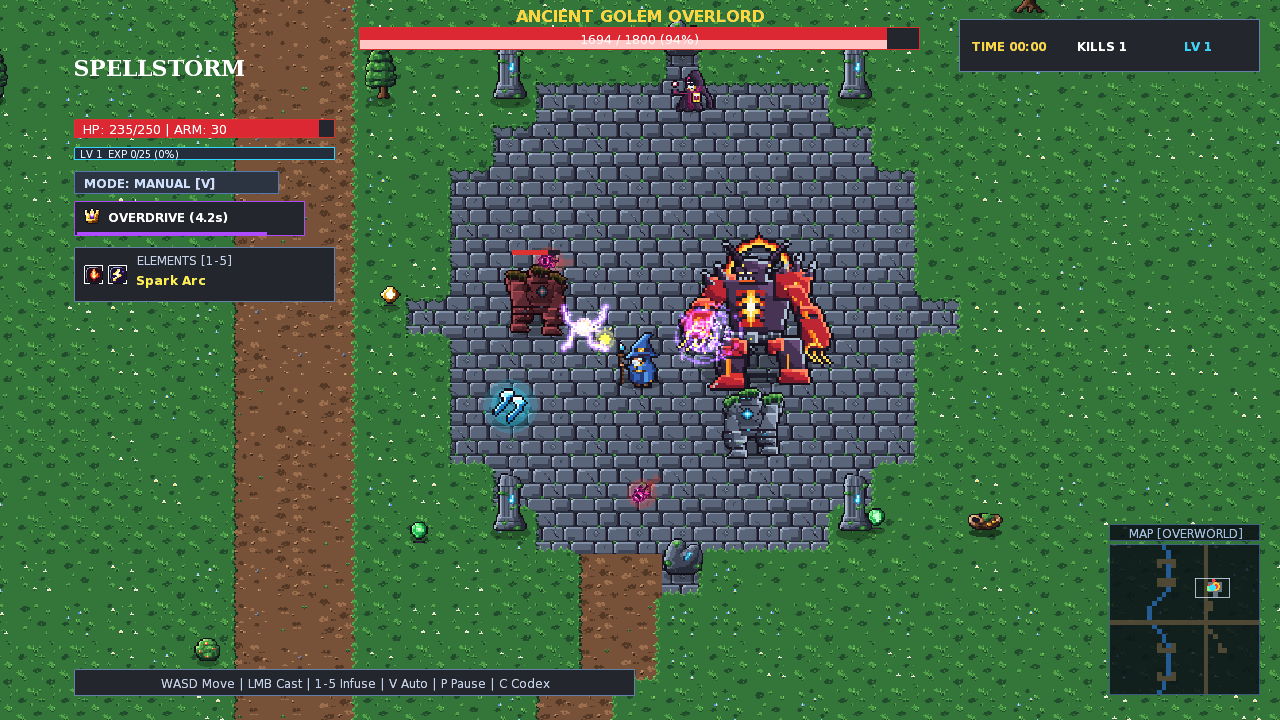 ANCIENT GOLEM OVERLORD
1694 / 1800 (94%)
TIME 00:00 KILLS 1 LV 1
SPELLSTORM
HP: 235/250 | ARM: 30
LV 1 EXP 0/25 (0%)
MODE: MANUAL [V]
OVERDRIVE (4.2s)
ELEMENTS [1-5]
Spark Arc
MAP [OVERWORLD]
WASD Move | LMB Cast | 1-5 Infuse | V Auto | P Pause | C Codex